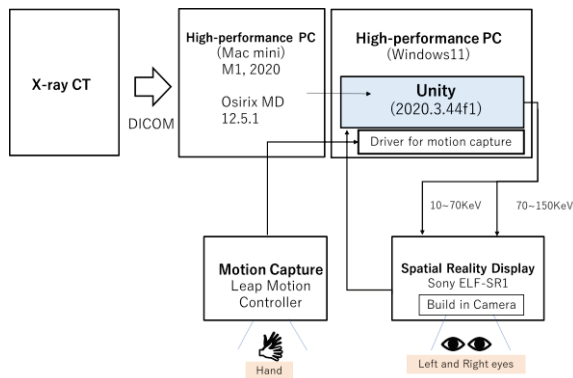 X-ray CT
DICOM
High-performance PC
(Mac mini)
M1, 2020
Osirix MD
12.5.1
High-performance PC
(Windows11)
Unity
(2020.3.44f1)
Driver for motion capture
10~70KeV
70~150KeV
Motion Capture
Leap Motion
Controller
Hand
Spatial Reality Display
Sony ELF-SR1
Build in Camera
Left and Right eyes